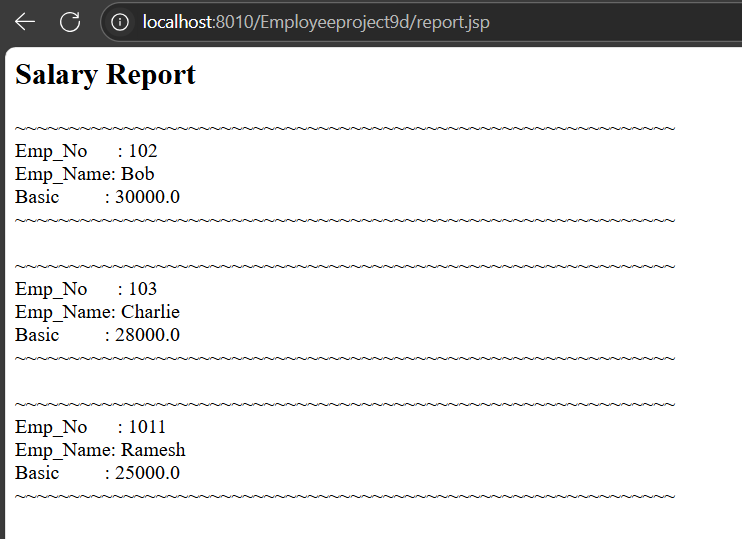 localhost:8010/Employeeproject9d/report.jsp
Salary Report
~~~~~~~~~~~~~~~~~~~~~~~~~~~~~~~~~~~~~~~~~~~~~~~~~~~~~~~~~~~~~
Emp_No : 102
Emp_Name: Bob
Basic : 30000.0
~~~~~~~~~~~~~~~~~~~~~~~~~~~~~~~~~~~~~~~~~~~~~~~~~~~~~~~~~~~~~
~~~~~~~~~~~~~~~~~~~~~~~~~~~~~~~~~~~~~~~~~~~~~~~~~~~~~~~~~~~~~
Emp_No : 103
Emp_Name: Charlie
Basic : 28000.0
~~~~~~~~~~~~~~~~~~~~~~~~~~~~~~~~~~~~~~~~~~~~~~~~~~~~~~~~~~~~~
~~~~~~~~~~~~~~~~~~~~~~~~~~~~~~~~~~~~~~~~~~~~~~~~~~~~~~~~~~~~~
Emp_No : 1011
Emp_Name: Ramesh
Basic : 25000.0
~~~~~~~~~~~~~~~~~~~~~~~~~~~~~~~~~~~~~~~~~~~~~~~~~~~~~~~~~~~~~